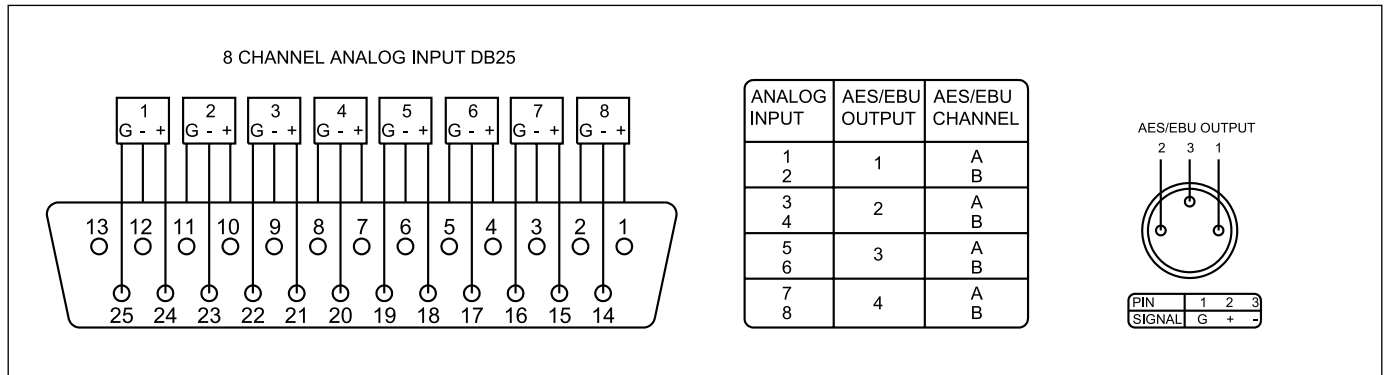 8 CHANNEL ANALOG INPUT DB25
1 2 3 4 5 6 7 8
G - + G - + G - + G - + G - + G - + G - + G - +
13 12 11 10 9 8 7 6 5 4 3 2 1
25 24 23 22 21 20 19 18 17 16 15 14
ANALOG INPUT AES/EBU OUTPUT AES/EBU CHANNEL
1 1 A
2 B
3 2 A
4 B
5 3 A
6 B
7 4 A
8 B
AES/EBU OUTPUT
2 3 1
PIN 1 2 3
SIGNAL G + -